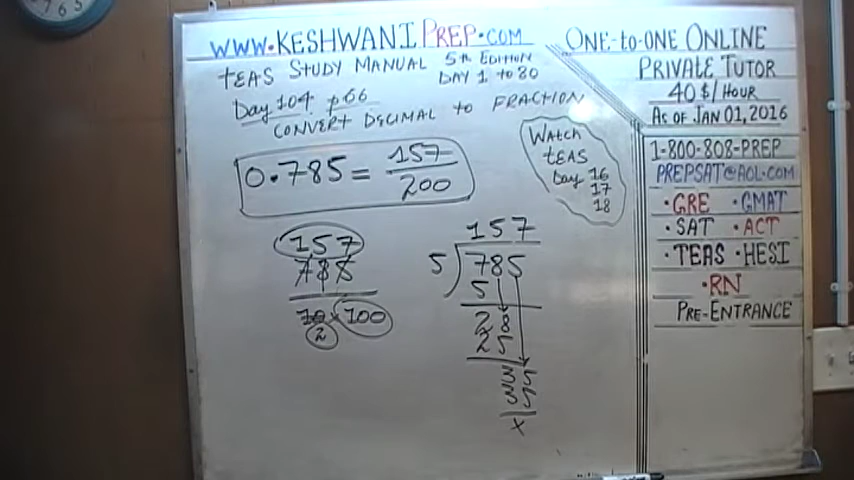 www.KESHWANIPREP.com
TEAS STUDY MANUAL 5TH EDITION
DAY 1 TO 80
Day 104 p66
CONVERT DECIMAL to FRACTION
0.785 = 157/200
157
785
10 × 100
2
157
5 785
5
28
25
35
35
x
WATCH
TEAS
Day 16
17
18
ONE-to-ONE ONLINE
PRIVATE TUTOR
40 $/HOUR
AS OF JAN 01, 2016
1-800-808-PREP
PREPSAT@AOL.COM
•GRE •GMAT
•SAT •ACT
•TEAS •HESI
•RN
PRE-ENTRANCE